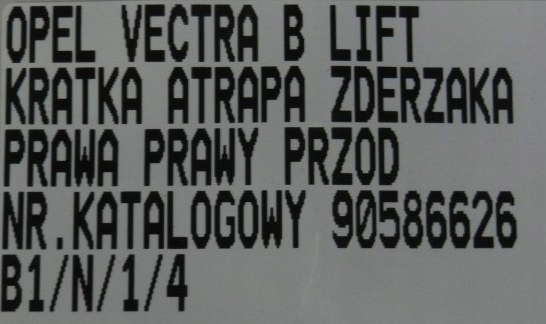 OPEL VECTRA B LIFT
KRATKA ATRAPA ZDERZAKA
PRAWA PRAWY PRZOD
NR.KATALOGOWY 90586626
B1/N/1/4